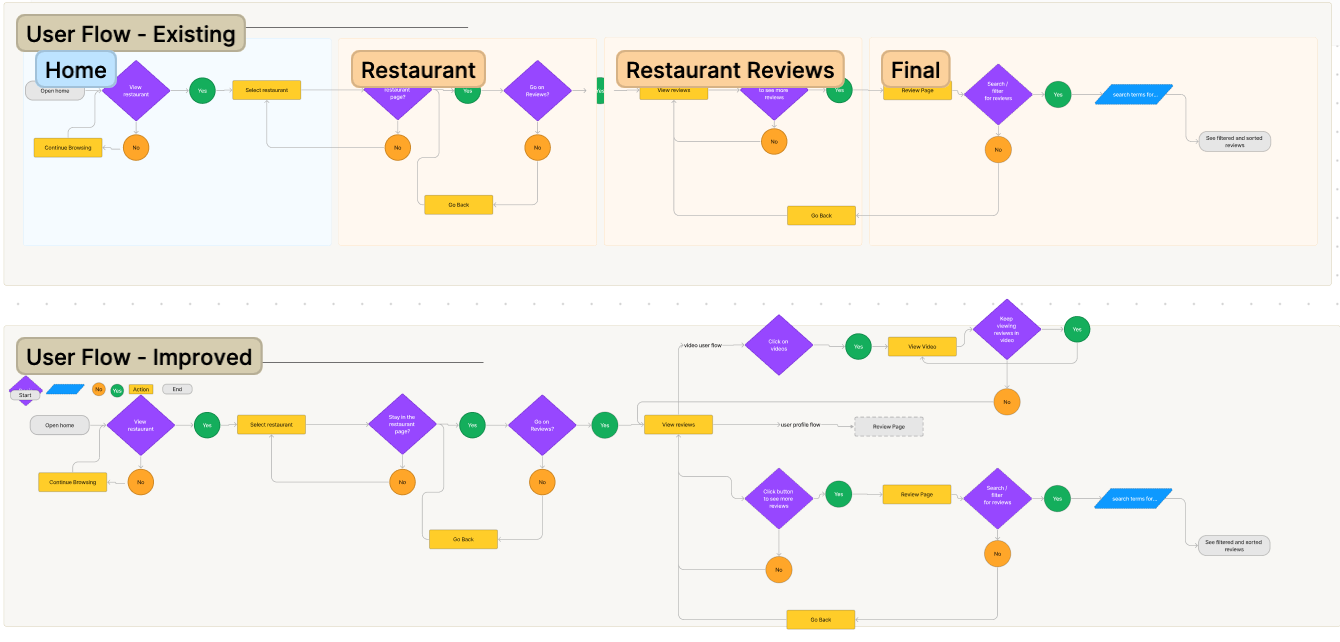 User Flow - Existing
Home
Restaurant
Restaurant Reviews
Final
Open home
View
restaurant
Yes
Select restaurant
restaurant
page?
Yes
Go on
Reviews?
Yes
View reviews
to see more
reviews
Yes
Review Page
Search /
filter
for reviews
Yes
search terms for...
Continue Browsing
No
No
No
No
No
See filtered and sorted
reviews
Go Back
Go Back
User Flow - Improved
Start
No
Yes
Action
End
Open home
View
restaurant
Yes
Select restaurant
Stay in the
restaurant
page?
Yes
Go on
Reviews?
Yes
View reviews
video user flow
Click on
videos
Yes
View Video
Keep
viewing
reviews in
video
Yes
No
user profile flow
Review Page
Continue Browsing
No
No
No
Go Back
Click button
to see more
reviews
Yes
Review Page
Search /
filter
for reviews
Yes
search terms for...
See filtered and sorted
reviews
No
No
Go Back